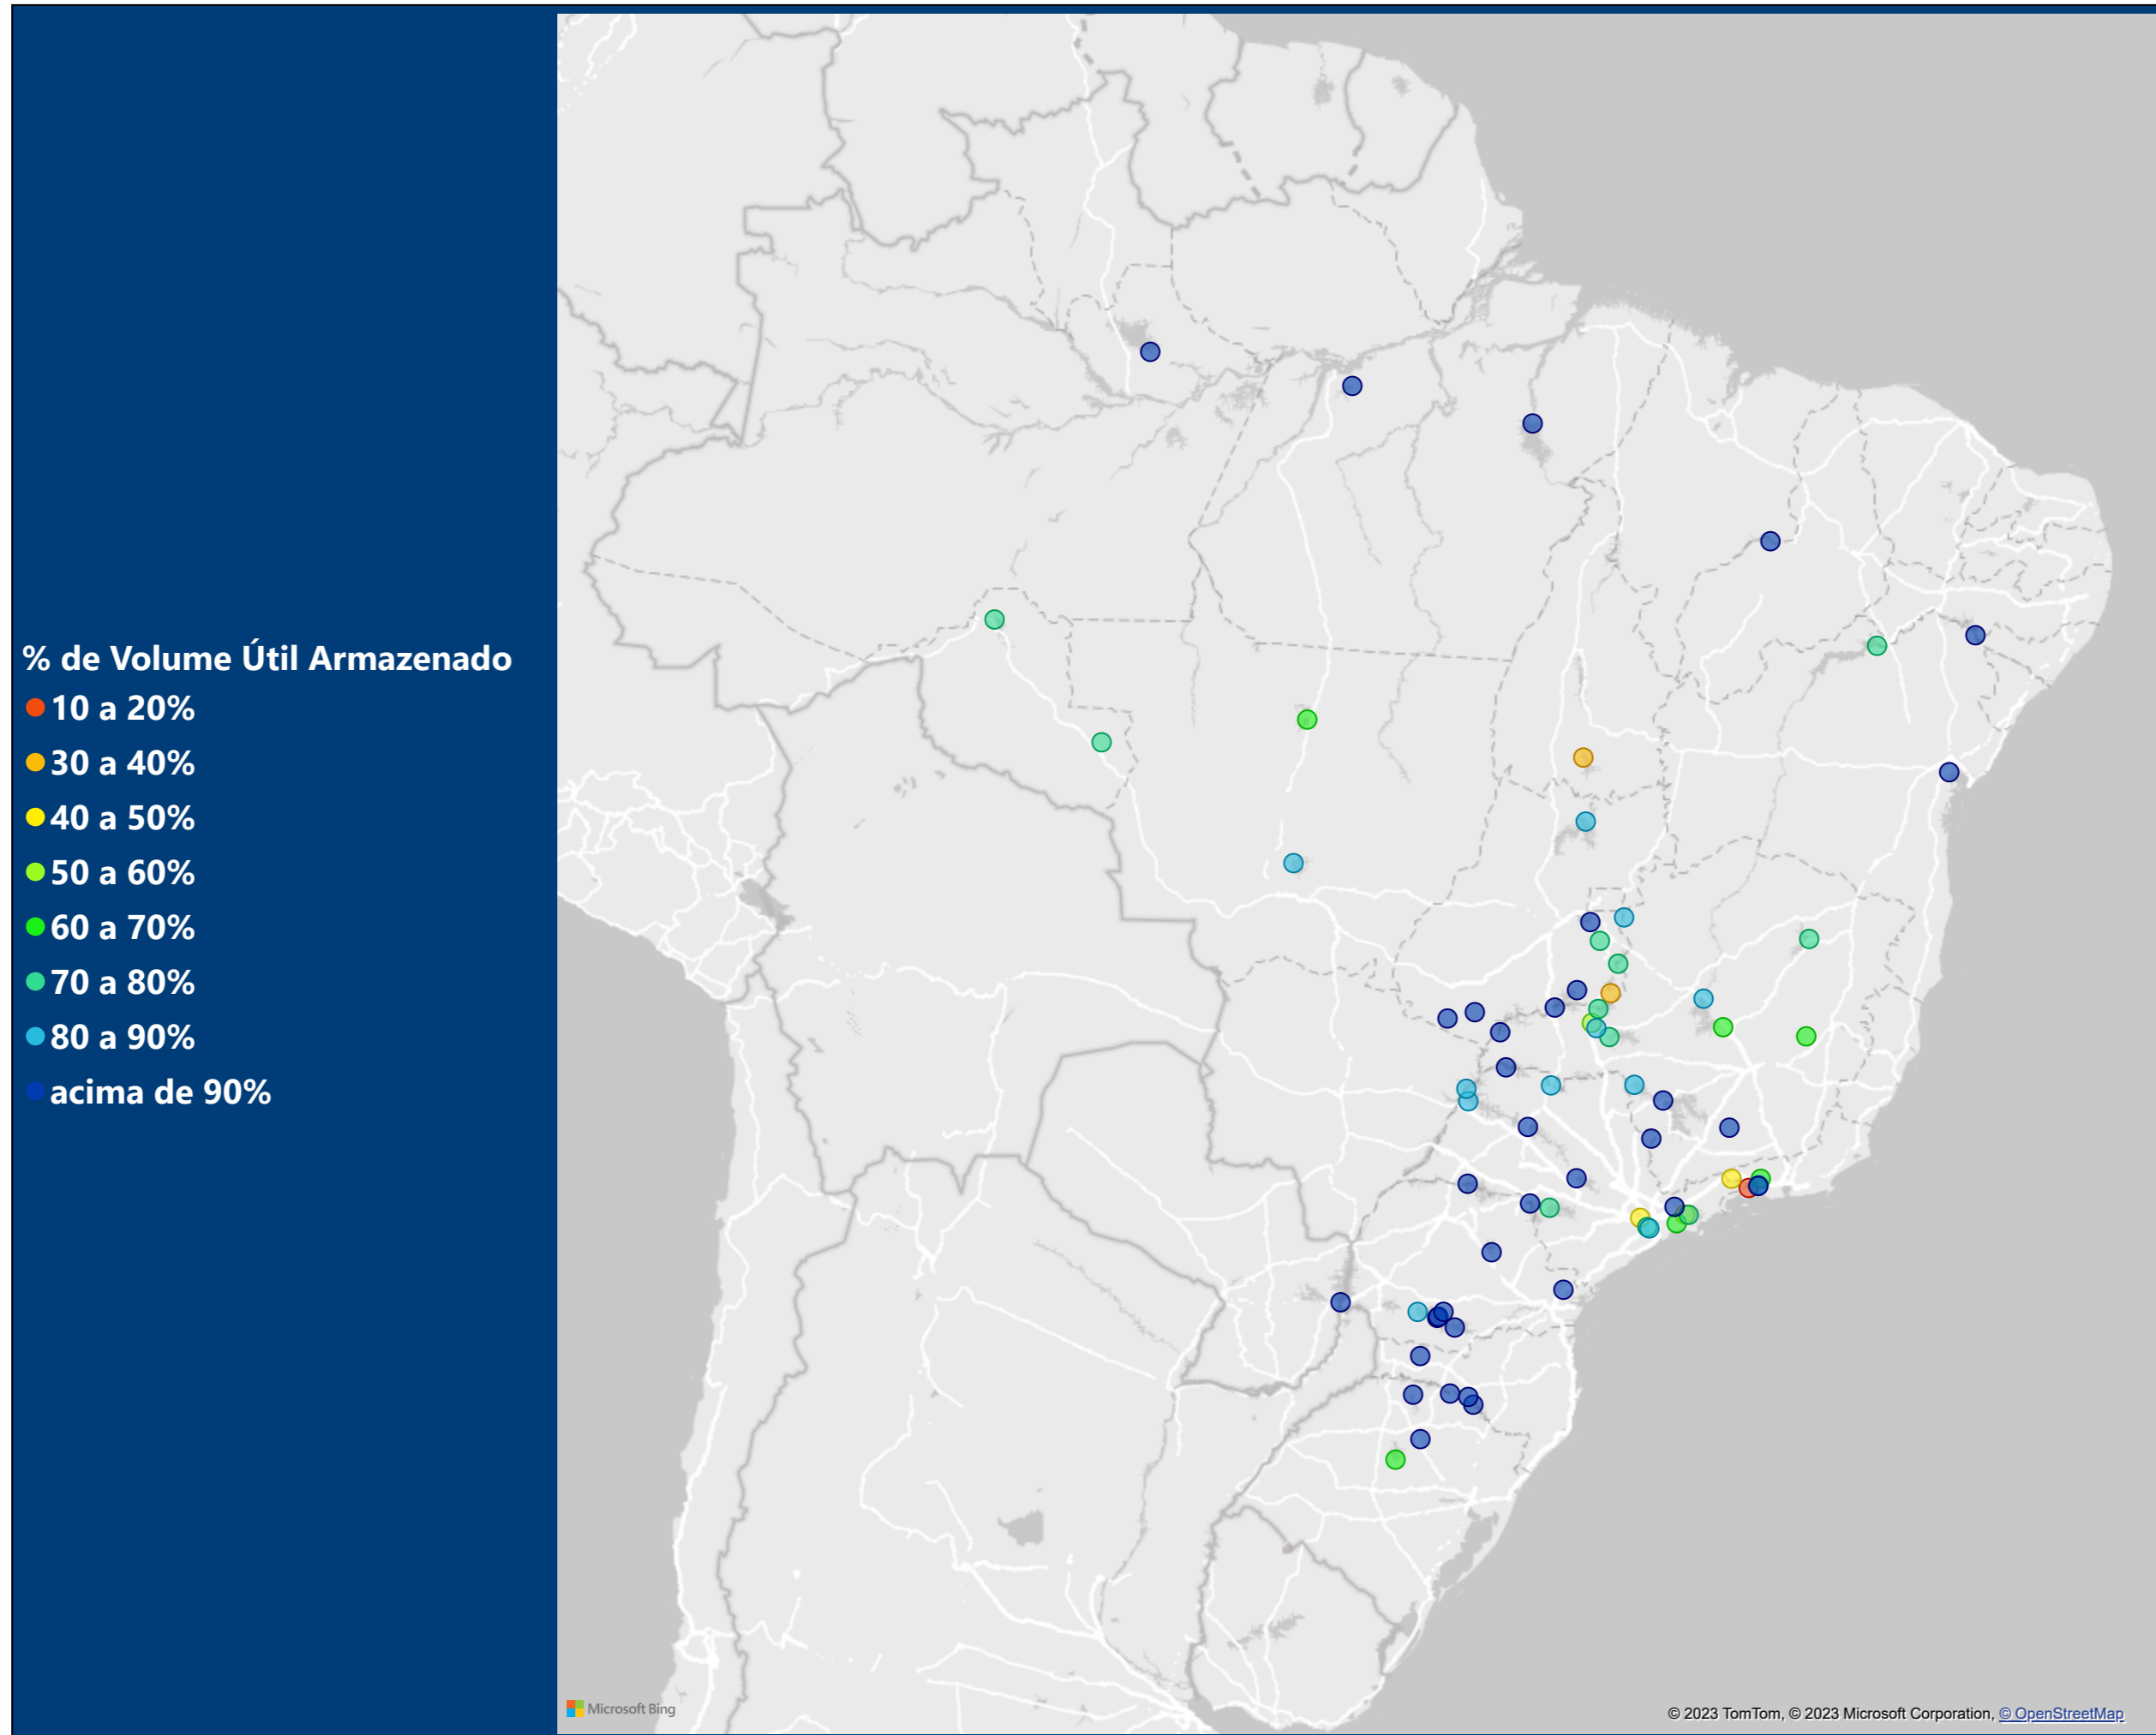 % de Volume Útil Armazenado
10 a 20%
30 a 40%
40 a 50%
50 a 60%
60 a 70%
70 a 80%
80 a 90%
acima de 90%
Microsoft Bing
© 2023 TomTom, © 2023 Microsoft Corporation, © OpenStreetMap